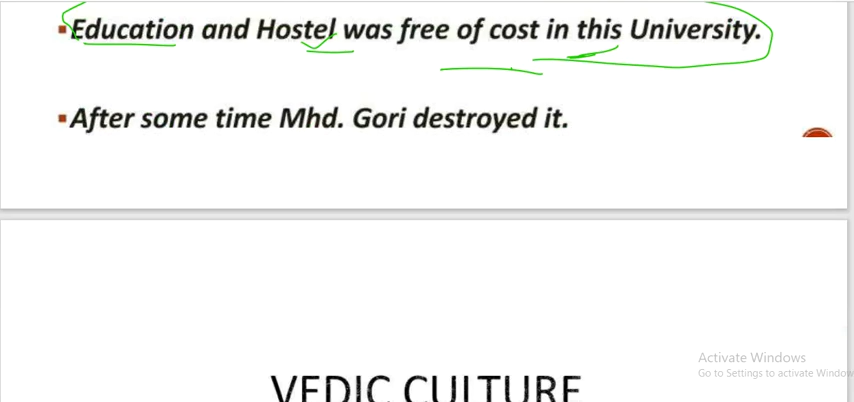 Education and Hostel was free of cost in this University.
After some time Mhd. Gori destroyed it.
VEDIC CULTURE
Activate Windows
Go to Settings to activate Window